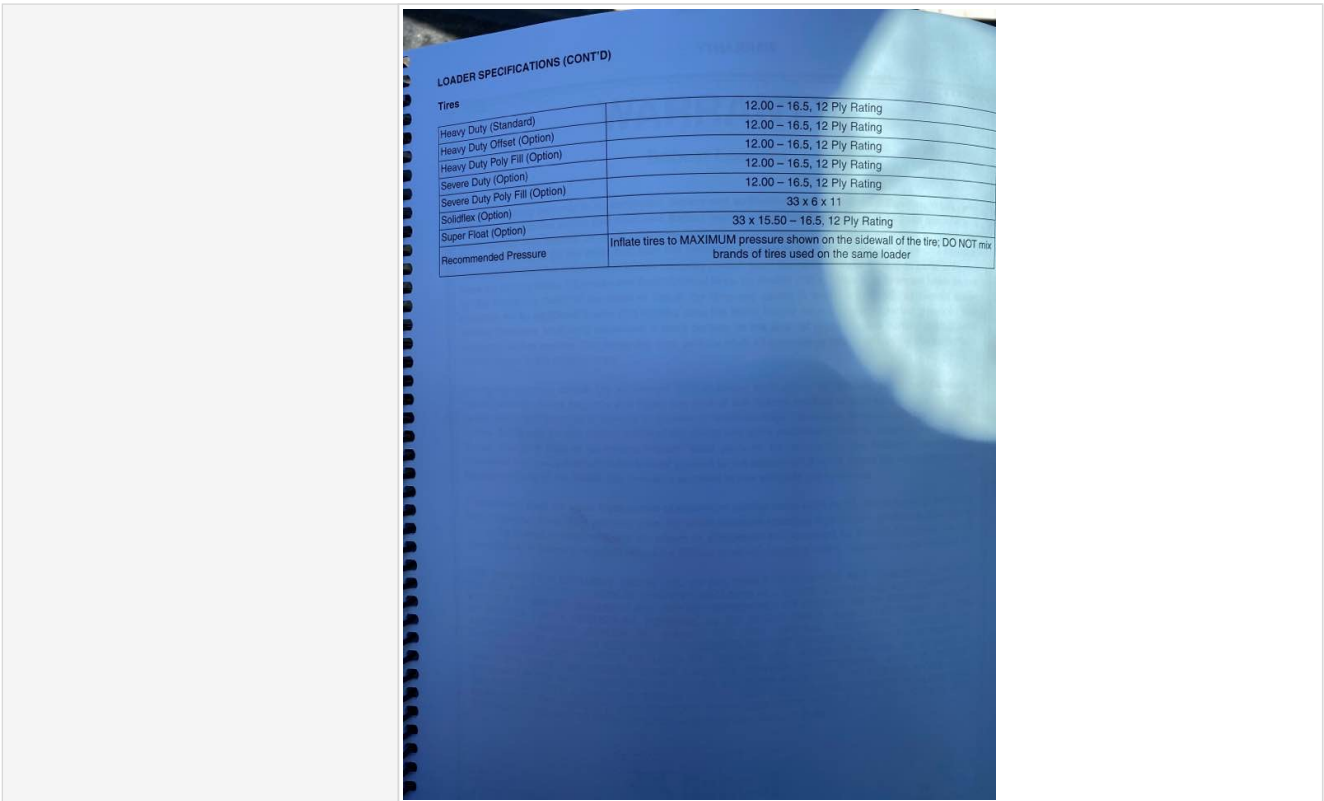 LOADER SPECIFICATIONS (CONT'D)
Tires
Heavy Duty (Standard) 12.00 – 16.5, 12 Ply Rating
Heavy Duty Offset (Option) 12.00 – 16.5, 12 Ply Rating
Heavy Duty Poly Fill (Option) 12.00 – 16.5, 12 Ply Rating
Severe Duty (Option) 12.00 – 16.5, 12 Ply Rating
Severe Duty Poly Fill (Option) 12.00 – 16.5, 12 Ply Rating
Solidflex (Option) 33 x 6 x 11
Super Float (Option) 33 x 15.50 – 16.5, 12 Ply Rating
Recommended Pressure Inflate tires to MAXIMUM pressure shown on the sidewall of the tire; DO NOT mix
brands of tires used on the same loader